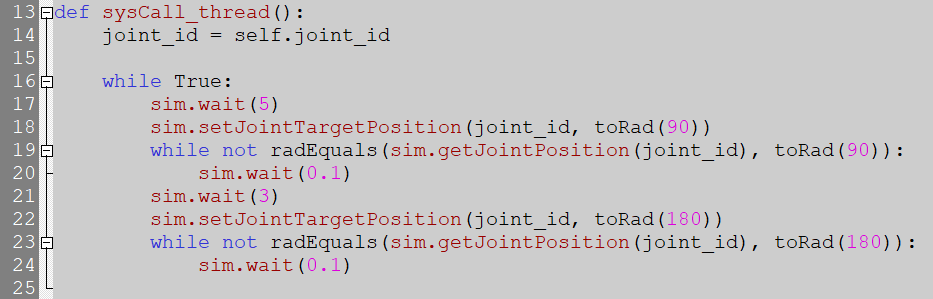 13 def sysCall_thread():
14     joint_id = self.joint_id
15
16     while True:
17         sim.wait(5)
18         sim.setJointTargetPosition(joint_id, toRad(90))
19         while not radEquals(sim.getJointPosition(joint_id), toRad(90)):
20             sim.wait(0.1)
21         sim.wait(3)
22         sim.setJointTargetPosition(joint_id, toRad(180))
23         while not radEquals(sim.getJointPosition(joint_id), toRad(180)):
24             sim.wait(0.1)
25